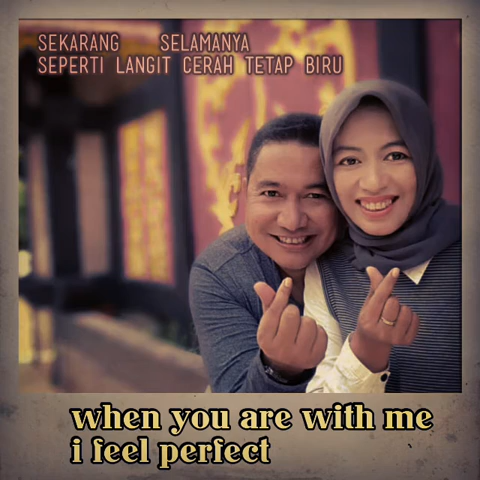 SEKARANG SELAMANYA
SEPERTI LANGIT CERAH TETAP BIRU
when you are with me
i feel perfect